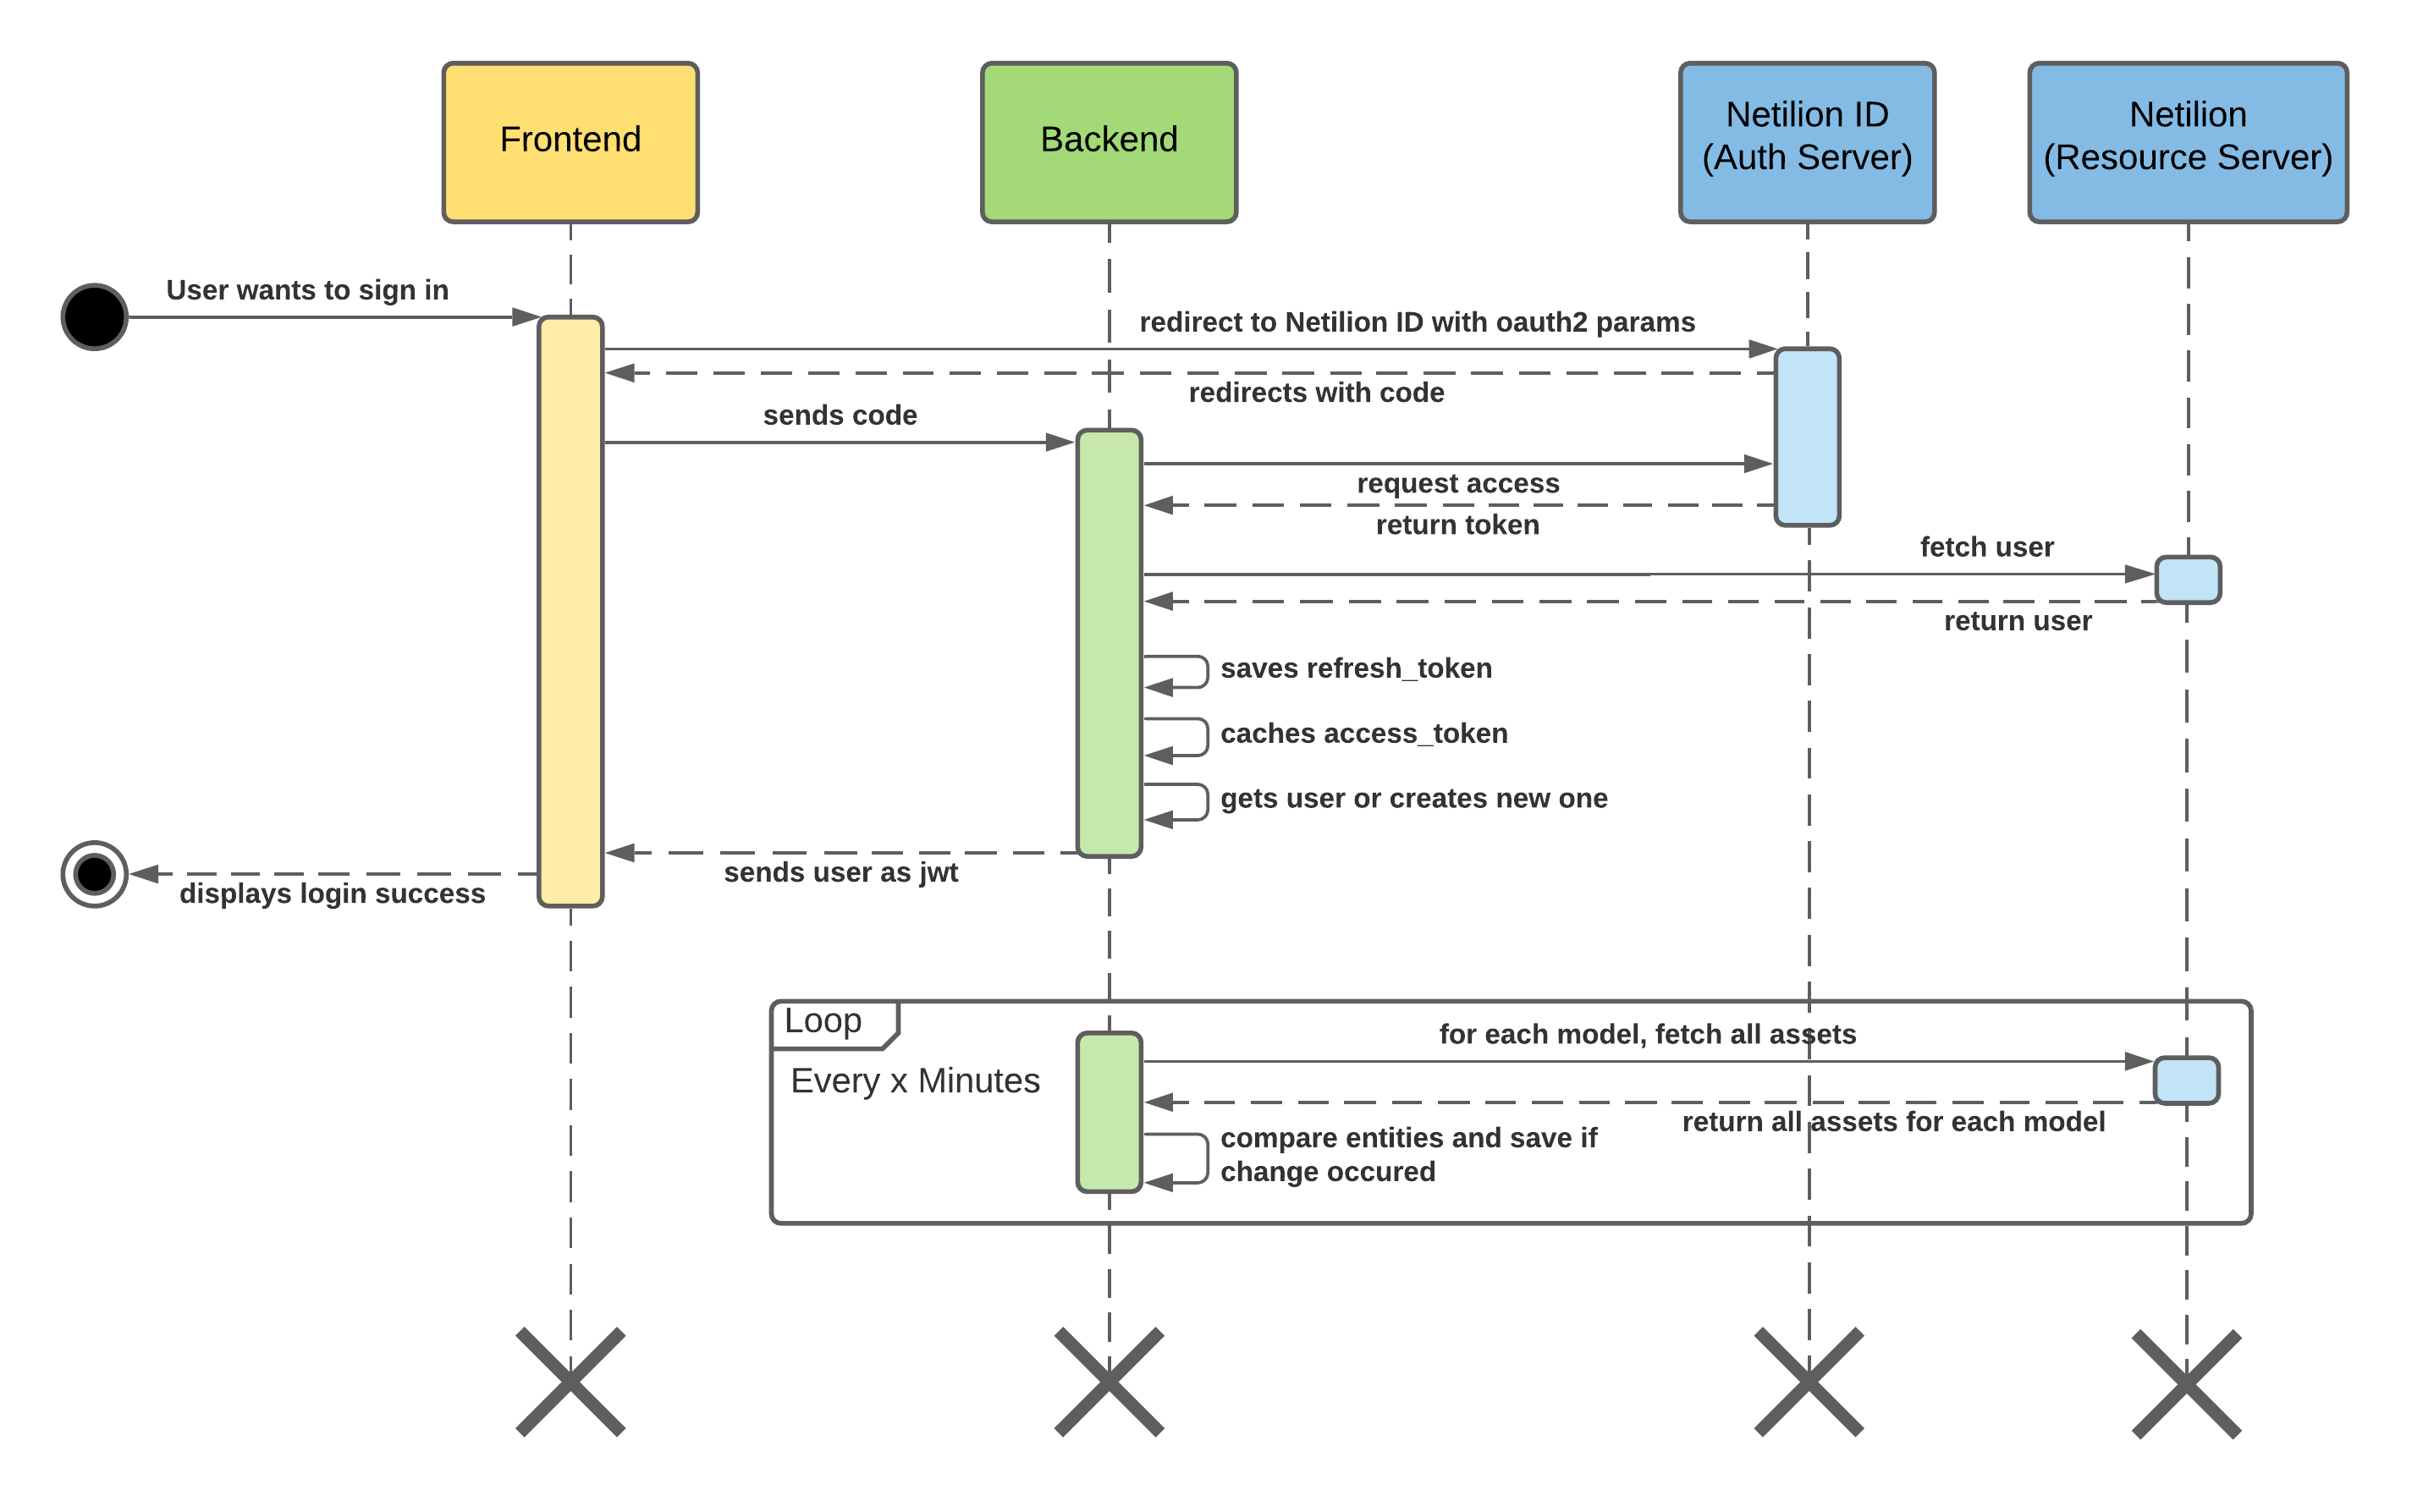 Frontend
Backend
Netilion ID
(Auth Server)
Netilion
(Resource Server)
User wants to sign in
redirect to Netilion ID with oauth2 params
redirects with code
sends code
request access
return token
fetch user
return user
saves refresh_token
caches access_token
gets user or creates new one
sends user as jwt
displays login success
Loop
Every x Minutes
for each model, fetch all assets
return all assets for each model
compare entities and save if
change occured